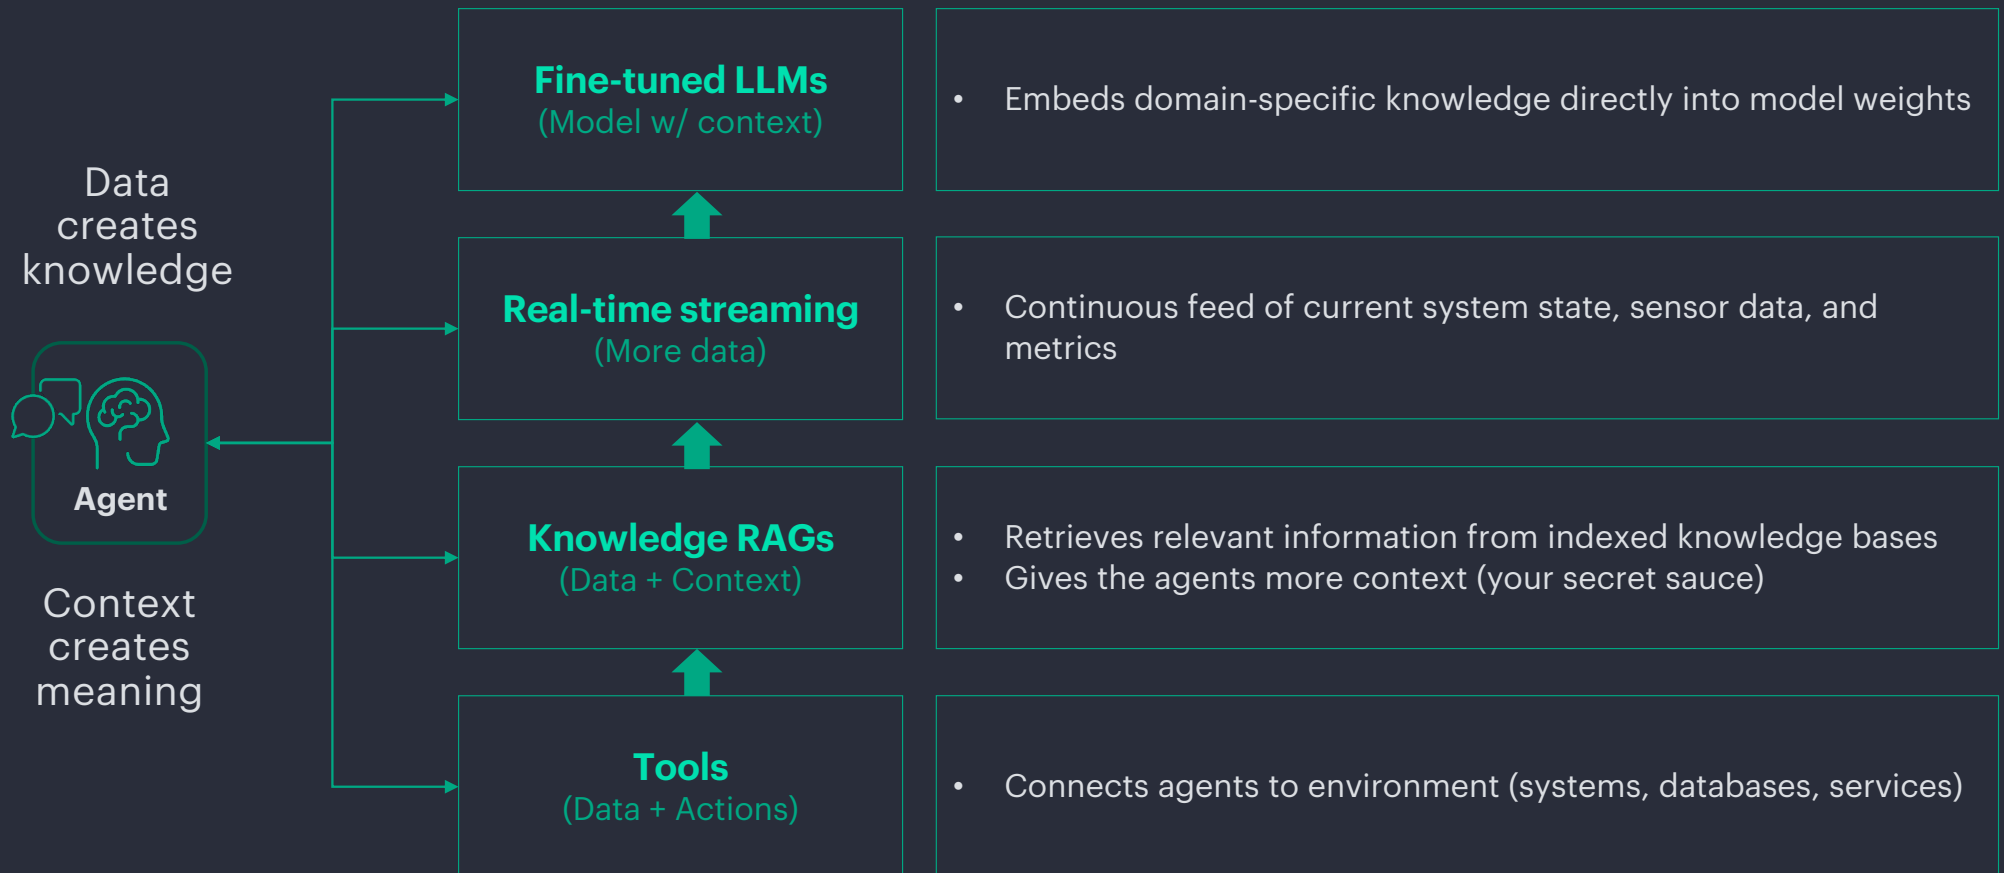 Data
creates
knowledge
Agent
Context
creates
meaning
Fine-tuned LLMs
(Model w/ context)
• Embeds domain-specific knowledge directly into model weights
Real-time streaming
(More data)
• Continuous feed of current system state, sensor data, and
metrics
Knowledge RAGs
(Data + Context)
• Retrieves relevant information from indexed knowledge bases
• Gives the agents more context (your secret sauce)
Tools
(Data + Actions)
• Connects agents to environment (systems, databases, services)